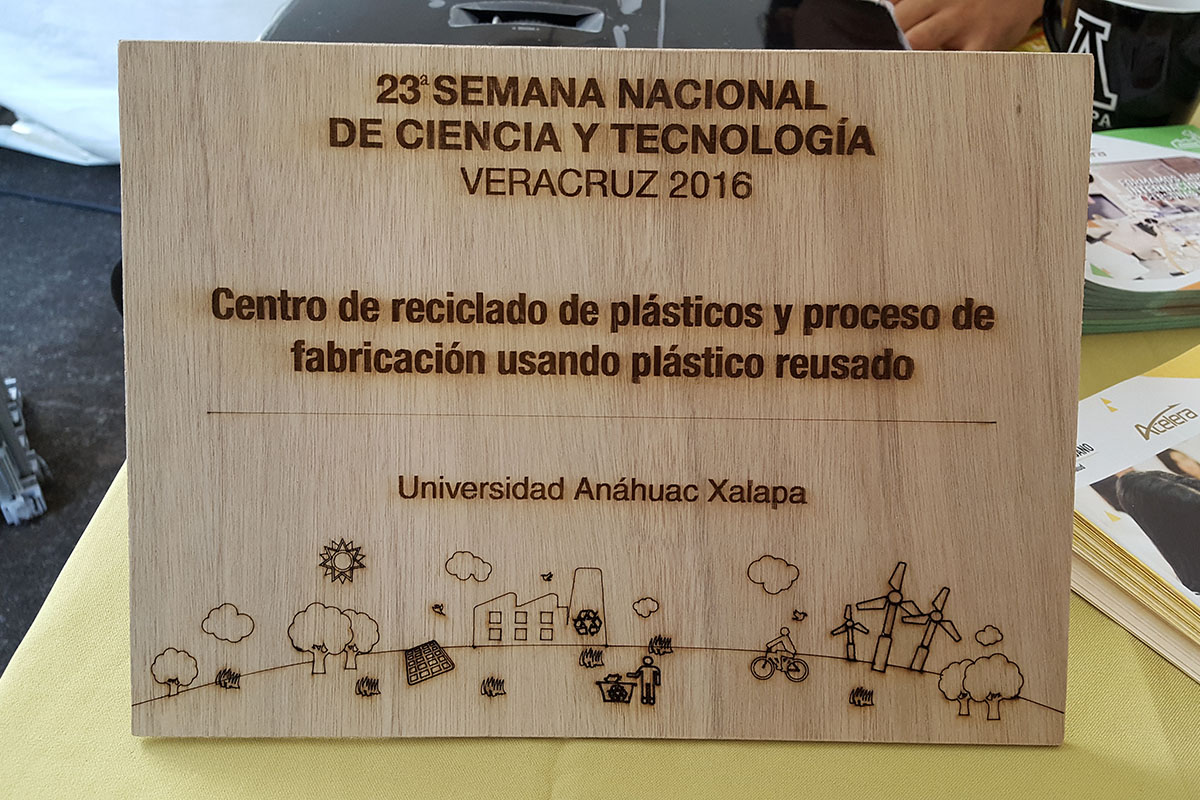 23ª SEMANA NACIONAL
DE CIENCIA Y TECNOLOGÍA
VERACRUZ 2016
Centro de reciclado de plásticos y proceso de
fabricación usando plástico reusado
Universidad Anáhuac Xalapa
A
Acelera